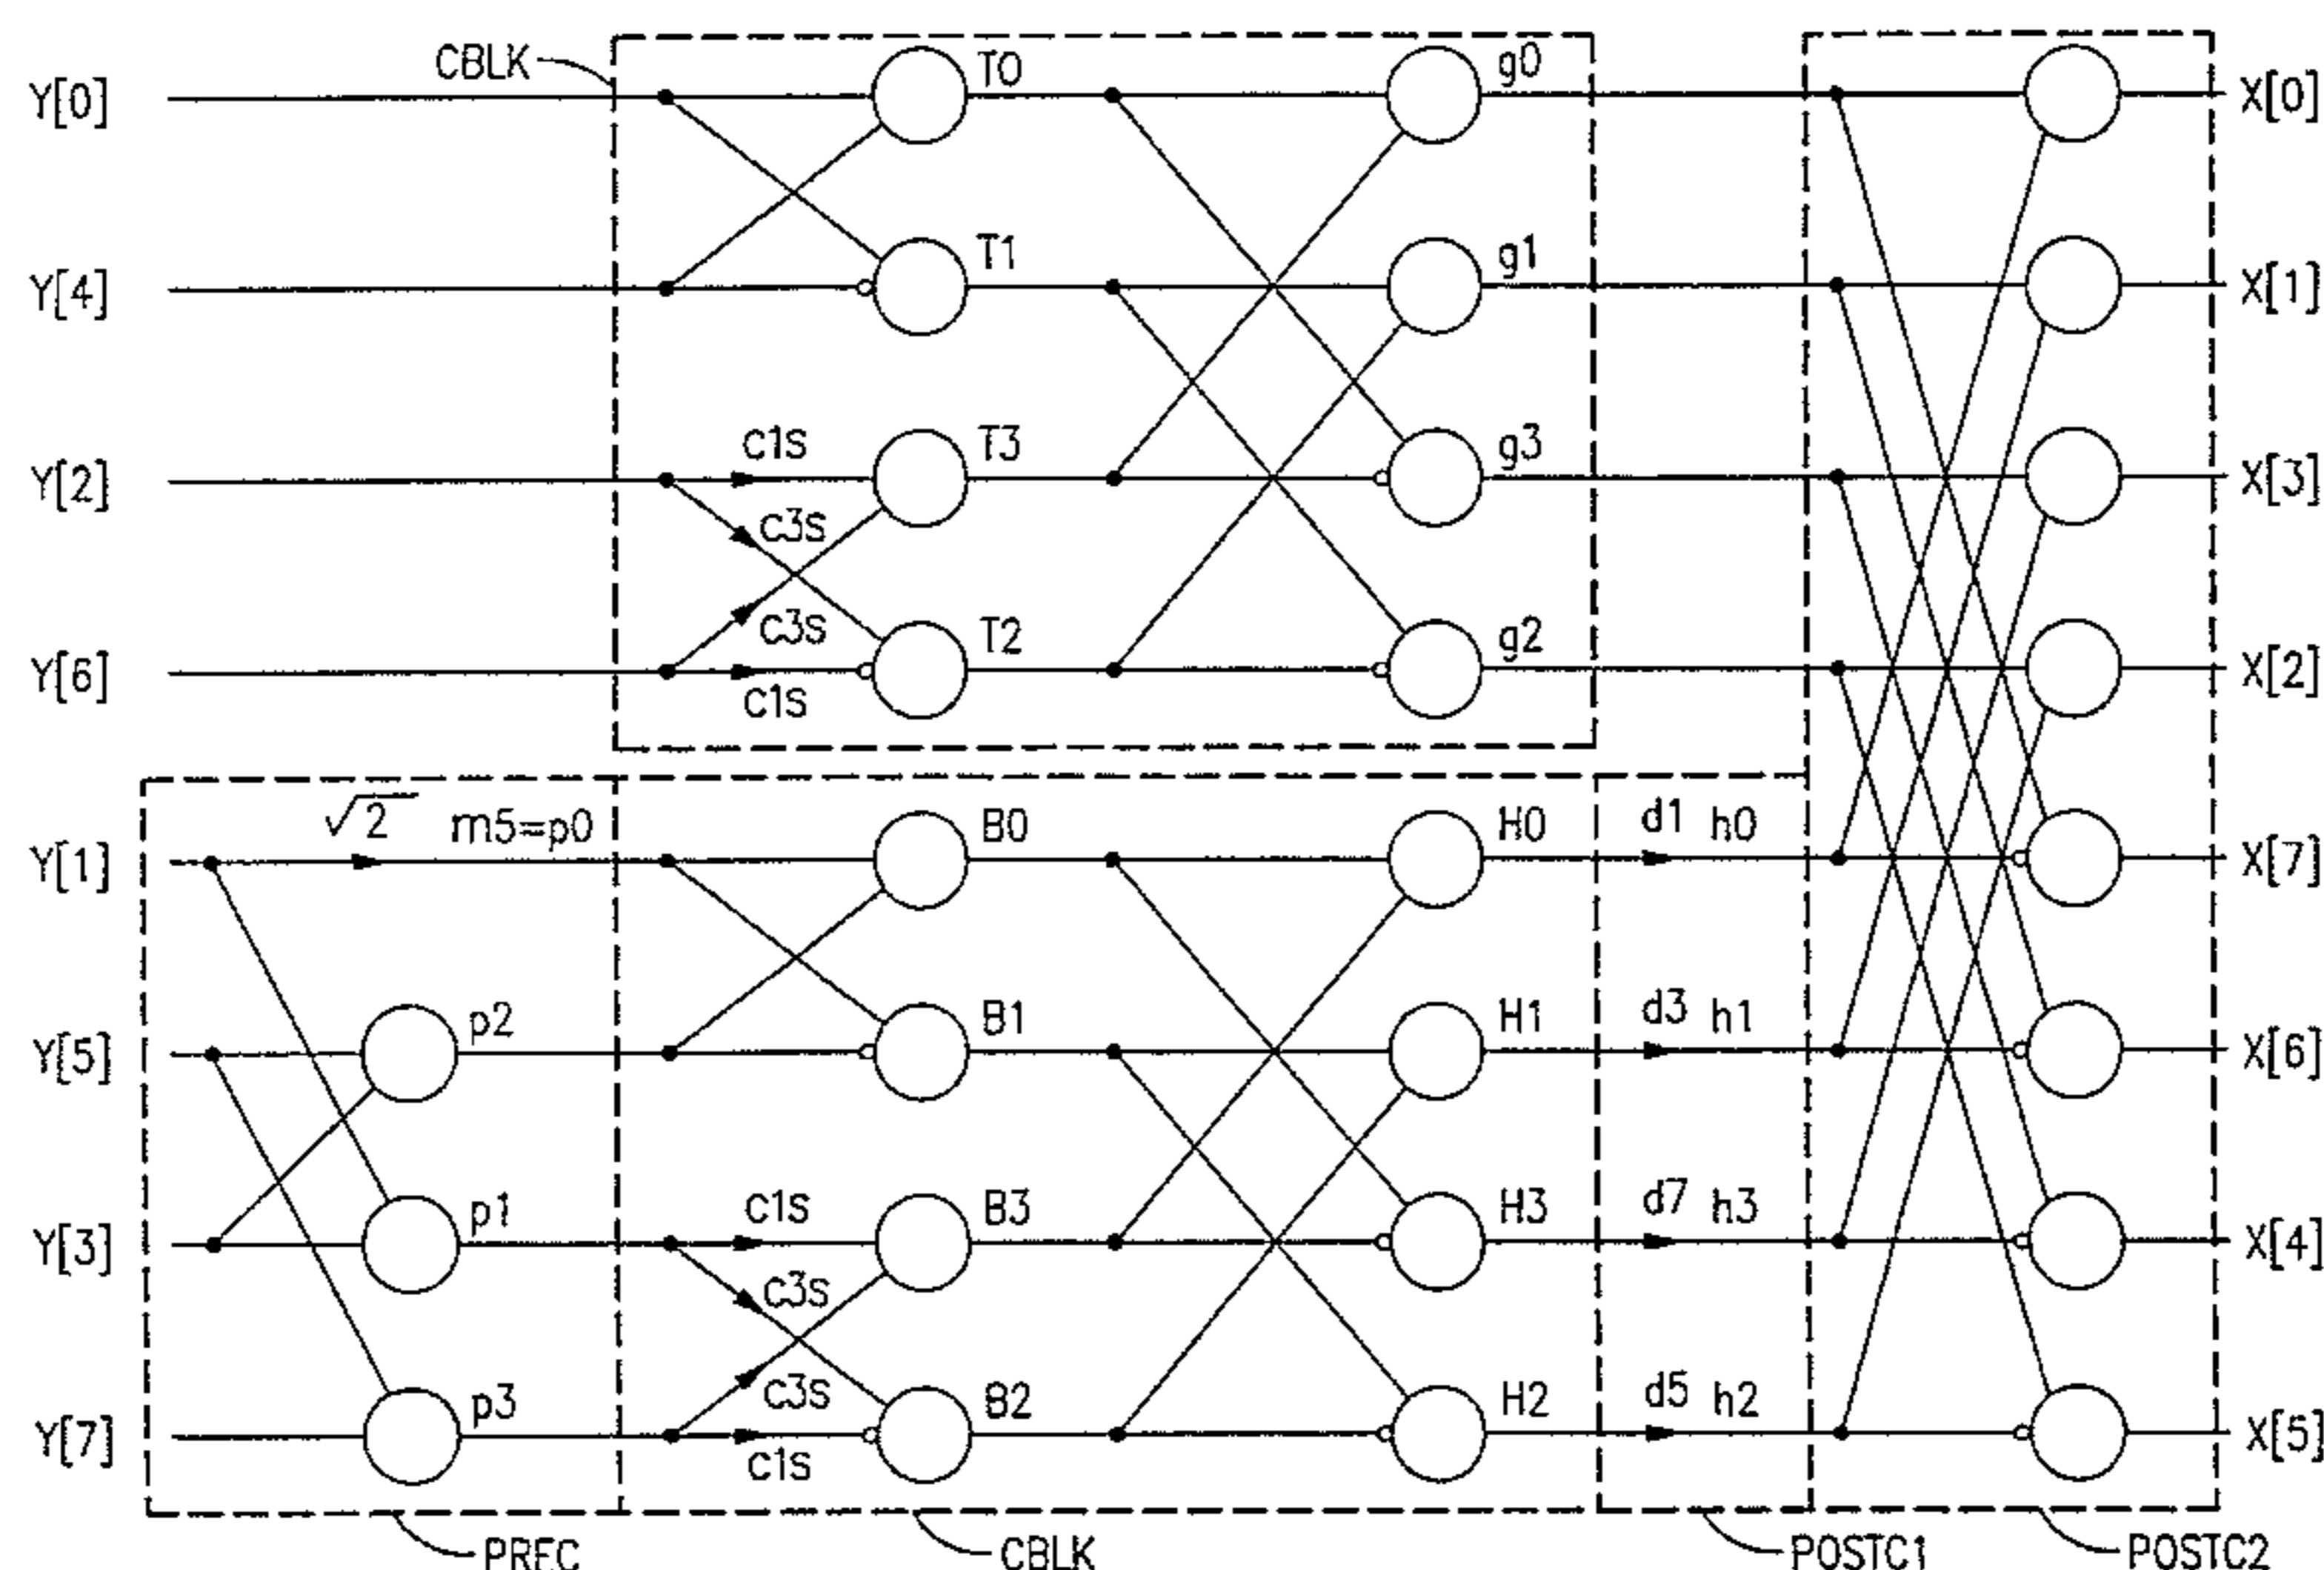 CBLK T0 g0
Y[0] X[0]
T1 g1
Y[4] X[1]
c1s T3 g3
Y[2] X[3]
c3s
c3s T2 g2
Y[6] X[2]
c1s
√2 m5=p0 B0 H0 d1 h0
Y[1] X[7]
p2 B1 H1 d3 h1
Y[5] X[6]
p1 c1s B3 H3 d7 h3
Y[3] X[4]
c3s
p3 c3s B2 H2 d5 h2
Y[7] X[5]
c1s
PREC CBLK POSTC1 POSTC2